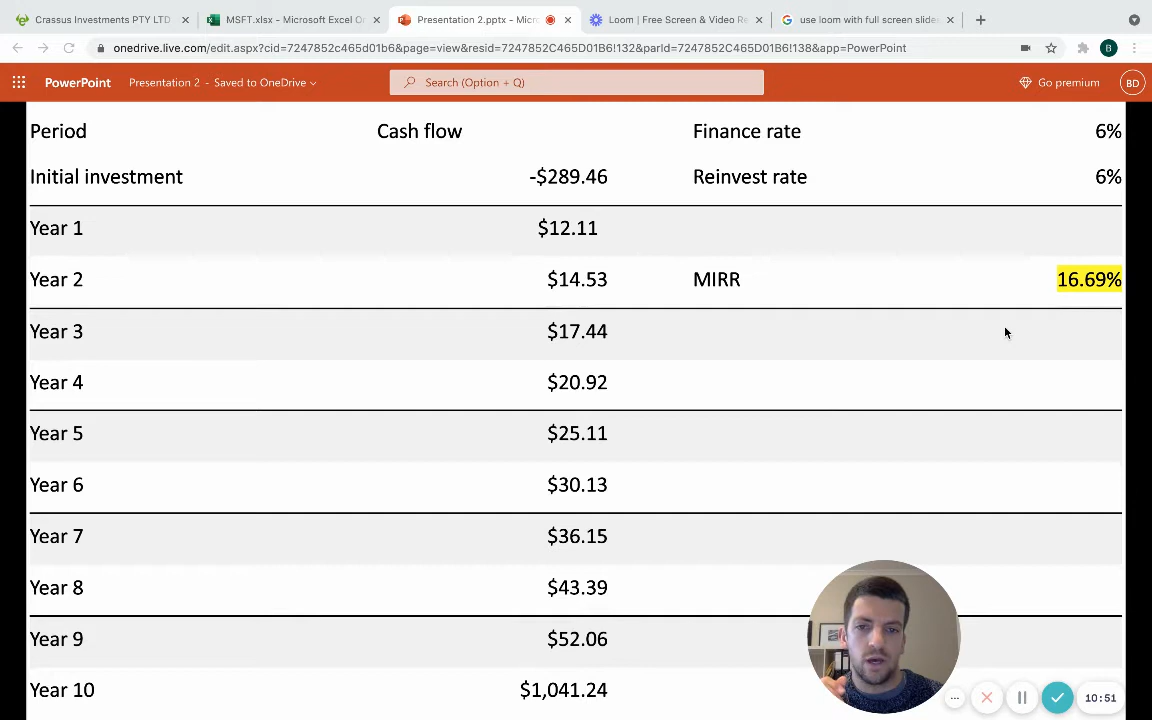 Crassus Investments PTY LTD
MSFT.xlsx - Microsoft Excel On
Presentation 2.pptx - Micros
Loom | Free Screen & Video Re
use loom with full screen slide
onedrive.live.com/edit.aspx?cid=7247852c465d01b6&page=view&resid=7247852C465D01B6!132&parId=7247852C465D01B6!138&app=PowerPoint
B
PowerPoint
Presentation 2 - Saved to OneDrive
Search (Option + Q)
Go premium
BD
Period Cash flow Finance rate 6%
Initial investment -$289.46 Reinvest rate 6%
Year 1 $12.11
Year 2 $14.53 MIRR 16.69%
Year 3 $17.44
Year 4 $20.92
Year 5 $25.11
Year 6 $30.13
Year 7 $36.15
Year 8 $43.39
Year 9 $52.06
Year 10 $1,041.24
10:51